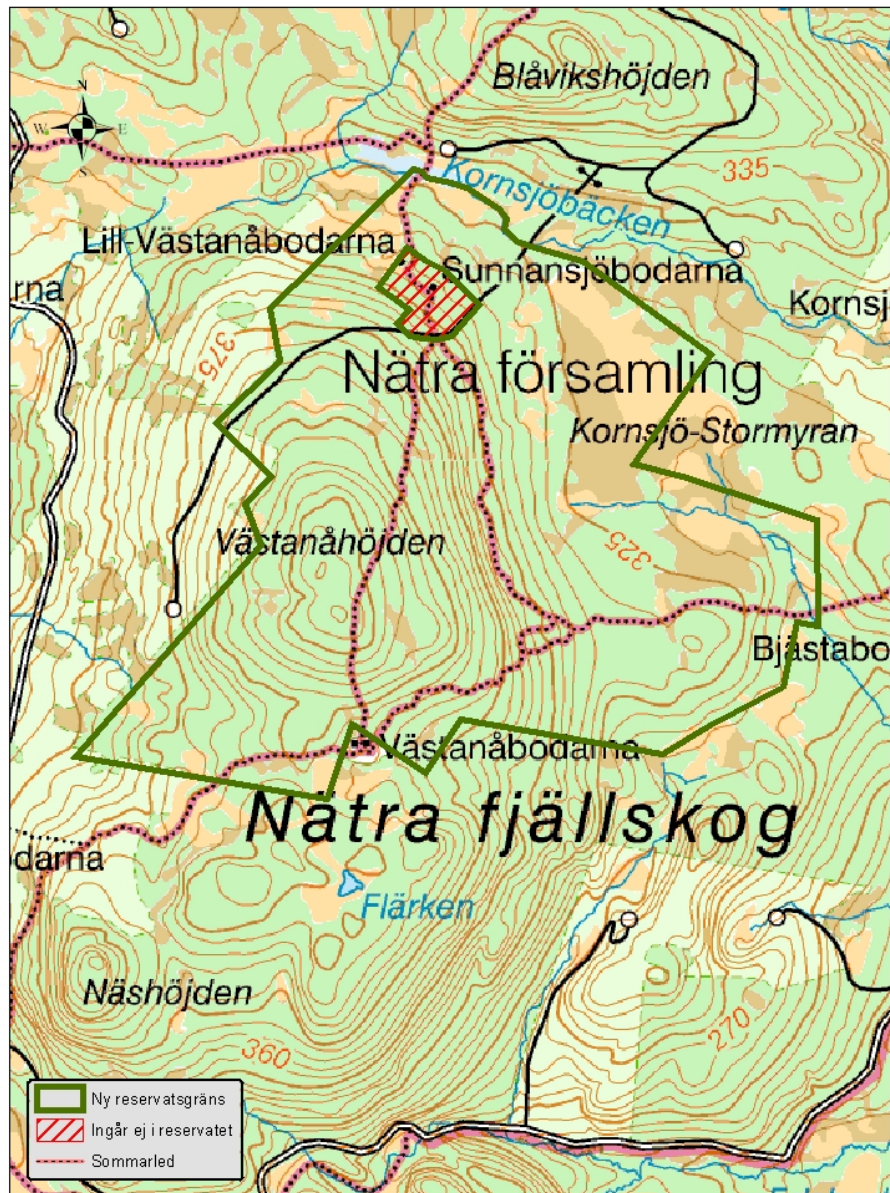 Blåvikshöjden
N
W
E
S
335
Kornsjöbäcken
Lill-Västanåbodarna
Sunnansjöbodarna
rna
Kornsj
375
Nätra församling
Kornsjö-Stormyran
Västanåhöjden
325
Bjästabo
Västanåbodarna
Nätra fjällskog
odarna
Flärken
Näshöjden
270
360
Ny reservatsgräns
Ingår ej i reservatet
Sommarled